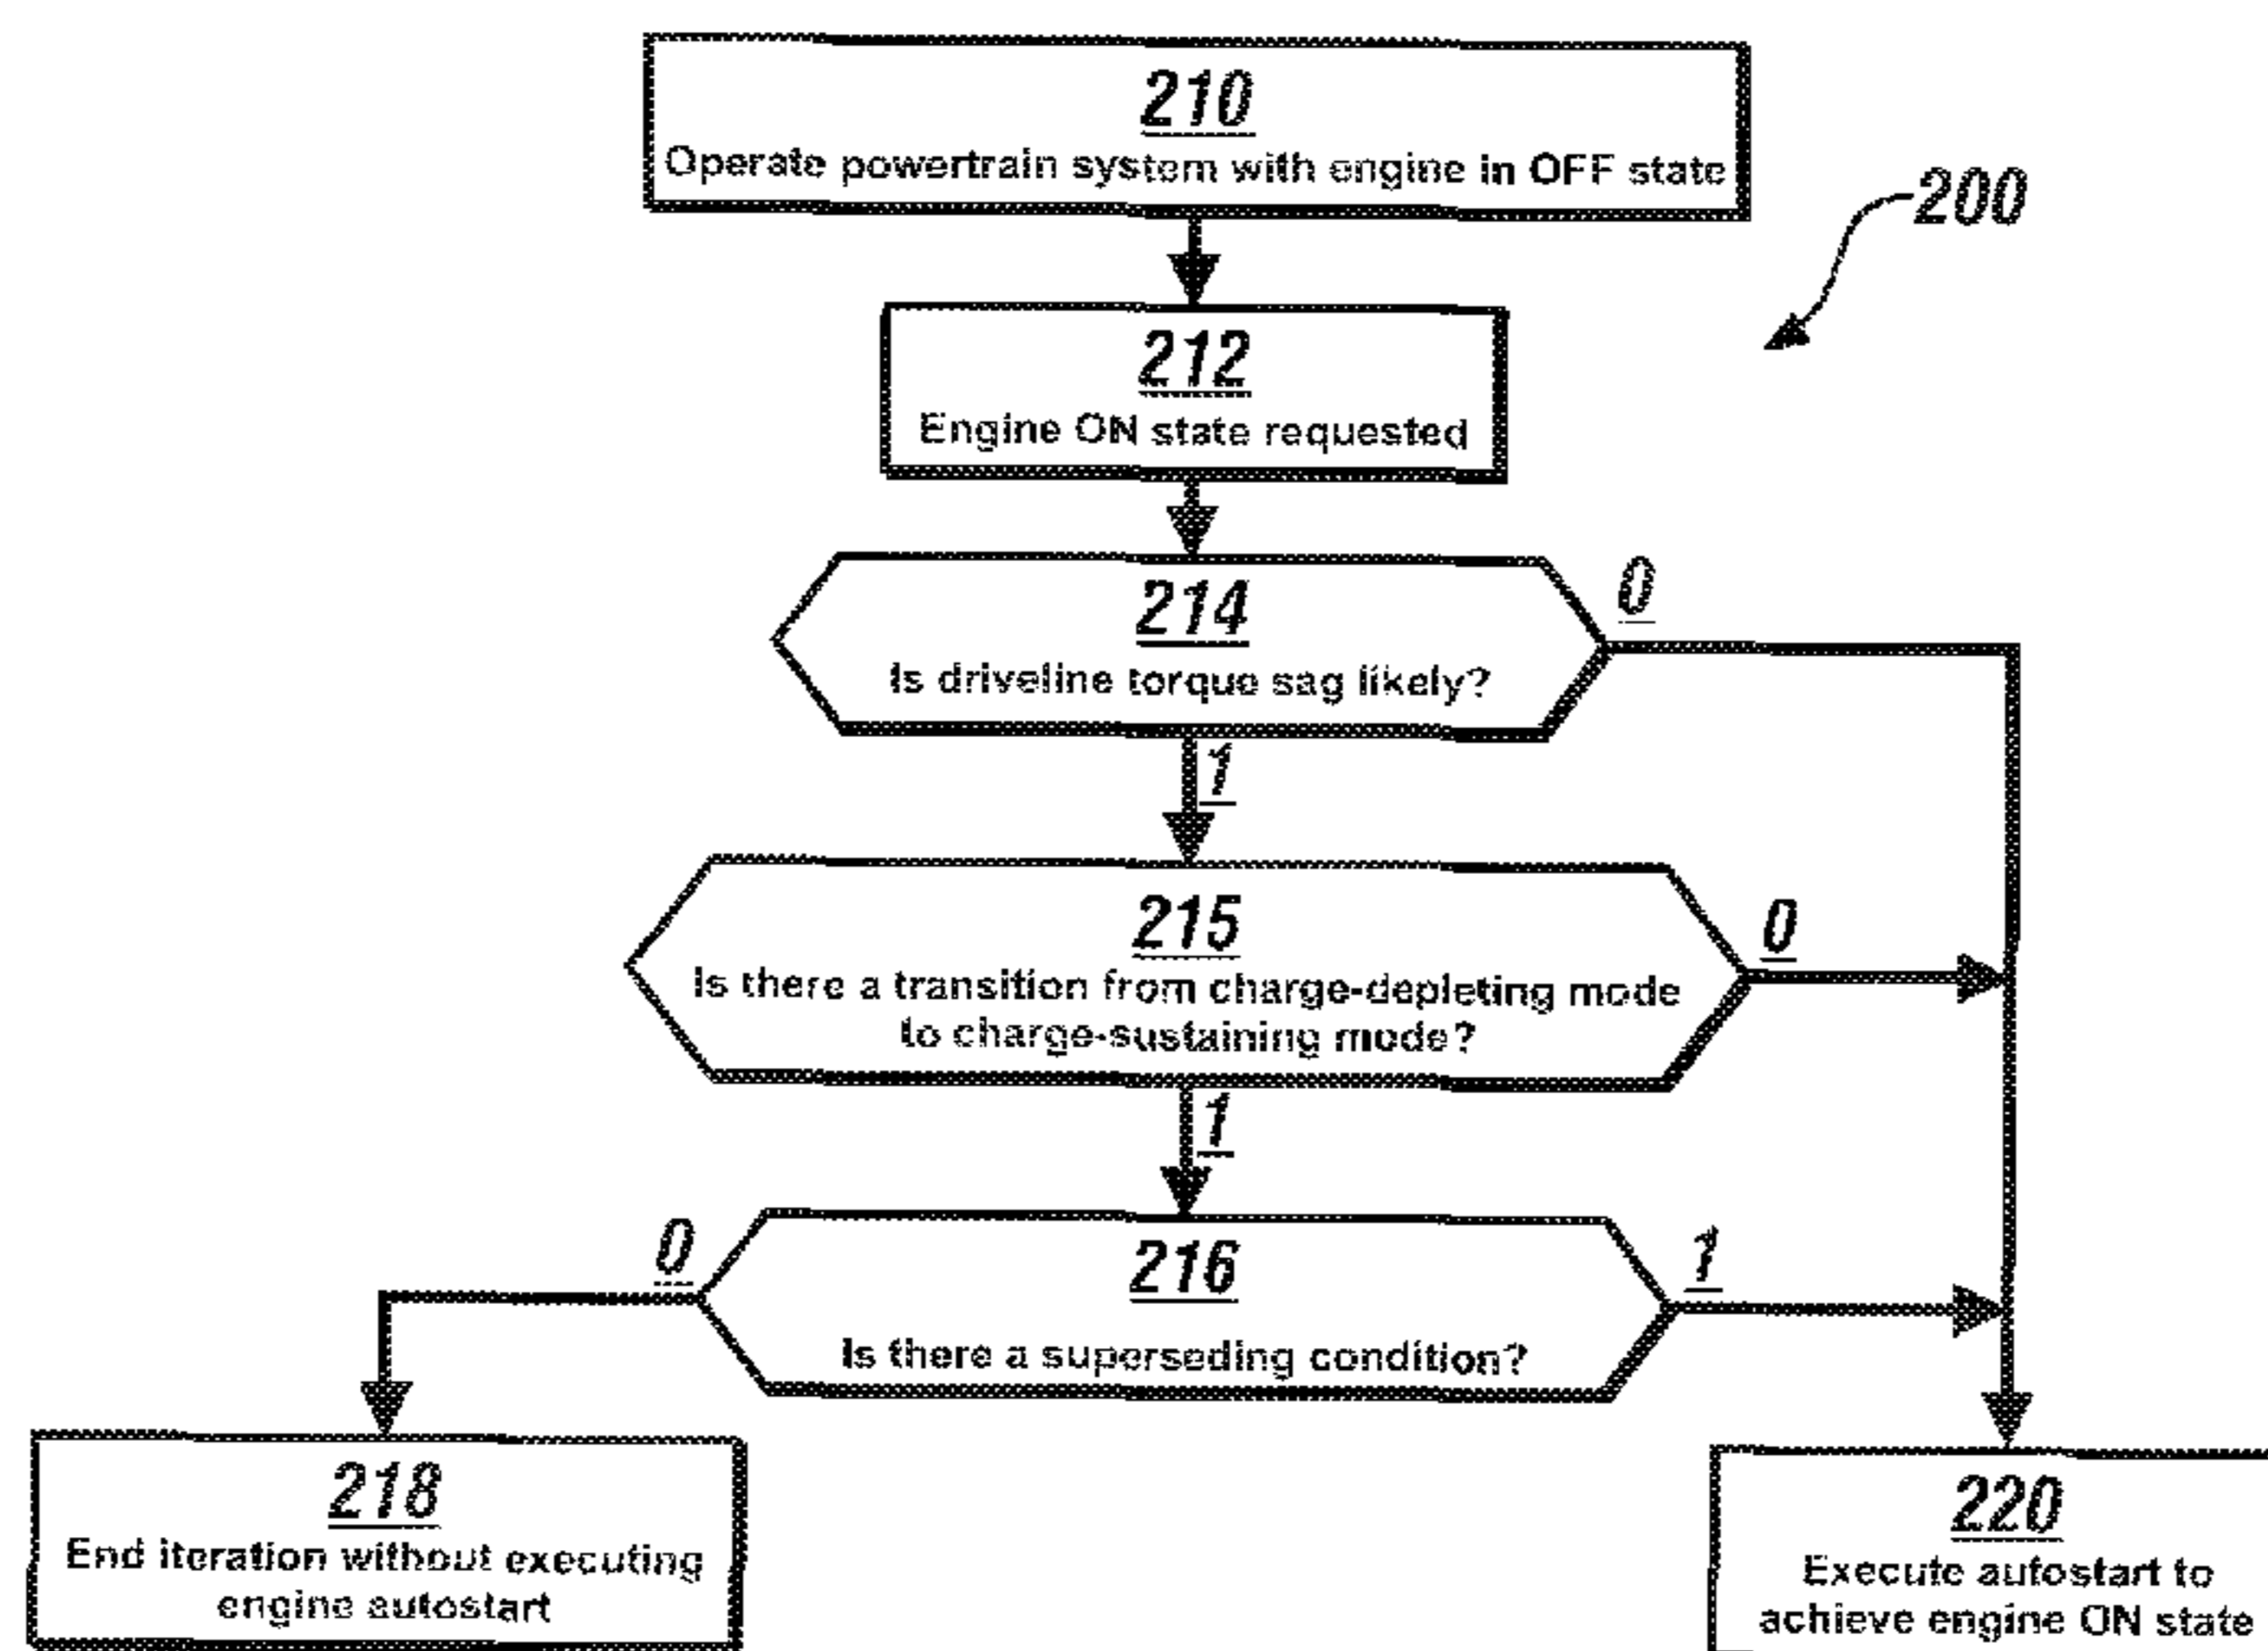 210
Operate powertrain system with engine in OFF state
200
212
Engine ON state requested
214
0
Is driveline torque sag likely?
1
215
0
Is there a transition from charge-depleting mode
to charge-sustaining mode?
1
0
216
1
Is there a superseding condition?
218
End iteration without executing
engine autostart
220
Execute autostart to
achieve engine ON state